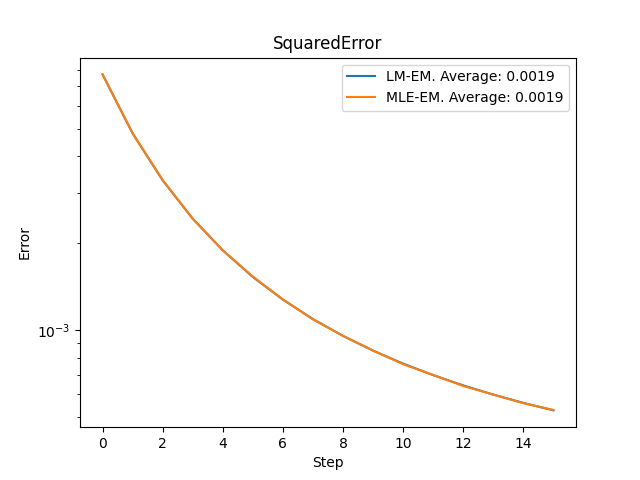 SquaredError
LM-EM. Average: 0.0019
MLE-EM. Average: 0.0019
Error
10⁻³
0 2 4 6 8 10 12 14
Step